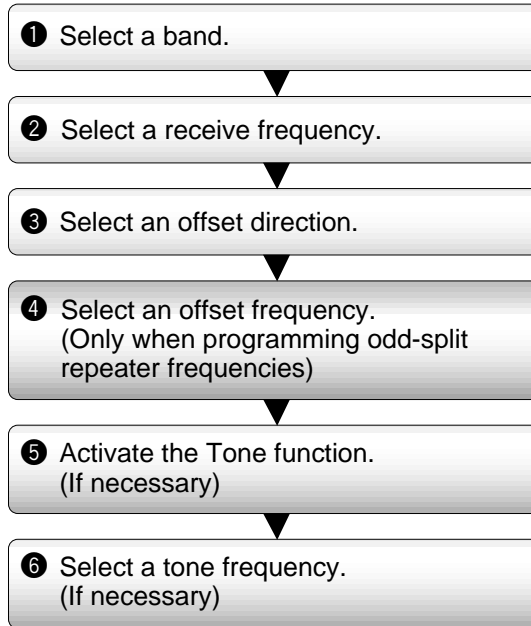 ❶ Select a band.
❷ Select a receive frequency.
❸ Select an offset direction.
❹ Select an offset frequency.
(Only when programming odd-split
repeater frequencies)
❺ Activate the Tone function.
(If necessary)
❻ Select a tone frequency.
(If necessary)